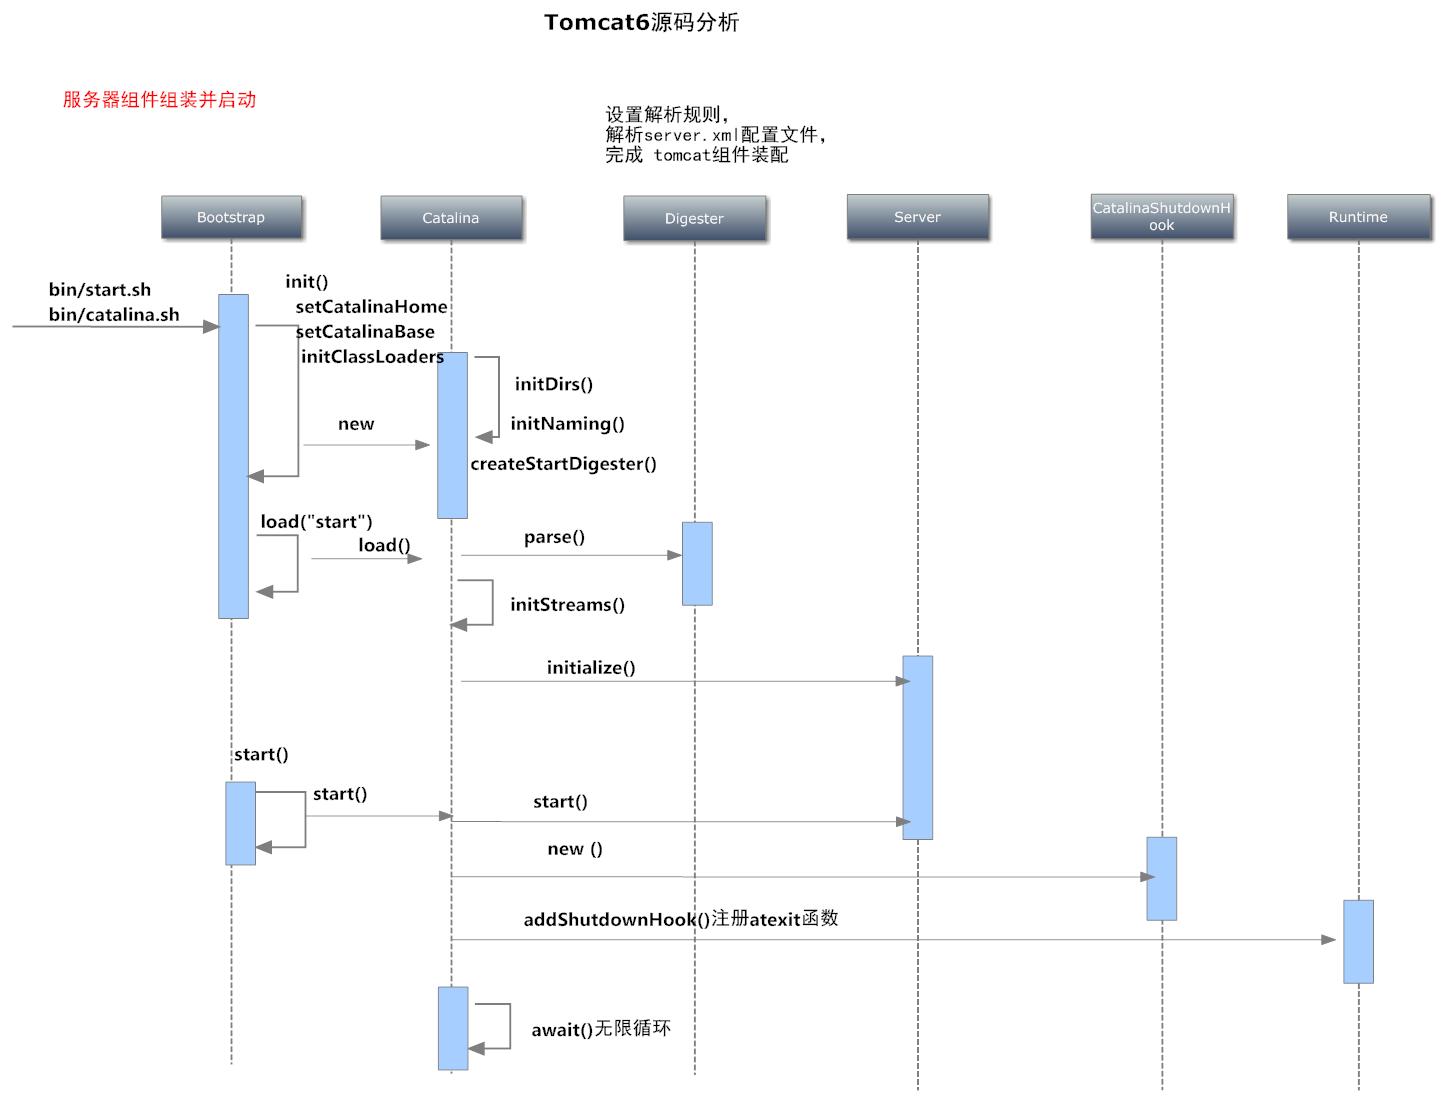 Tomcat6源码分析
服务器组件组装并启动
设置解析规则,
解析server.xml配置文件,
完成 tomcat组件装配
Bootstrap
Catalina
Digester
Server
CatalinaShutdownH
ook
Runtime
bin/start.sh
bin/catalina.sh
init()
setCatalinaHome
setCatalinaBase
initClassLoaders
initDirs()
new
initNaming()
createStartDigester()
load("start")
load()
parse()
initStreams()
initialize()
start()
start()
start()
new ()
addShutdownHook()注册atexit函数
await()无限循环